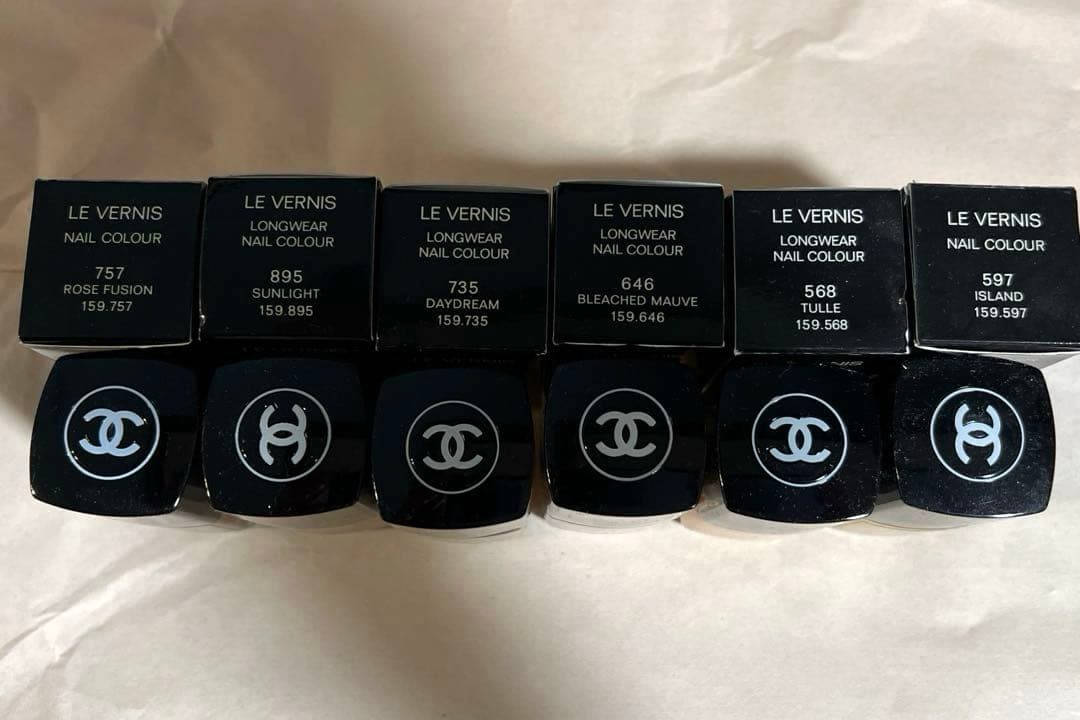 LE VERNIS
NAIL COLOUR
757
ROSE FUSION
159.757
LE VERNIS
LONGWEAR
NAIL COLOUR
895
SUNLIGHT
159.895
LE VERNIS
LONGWEAR
NAIL COLOUR
735
DAYDREAM
159.735
LE VERNIS
LONGWEAR
NAIL COLOUR
646
BLEACHED MAUVE
159.646
LE VERNIS
LONGWEAR
NAIL COLOUR
568
TULLE
159.568
LE VERNIS
NAIL COLOUR
597
ISLAND
159.597